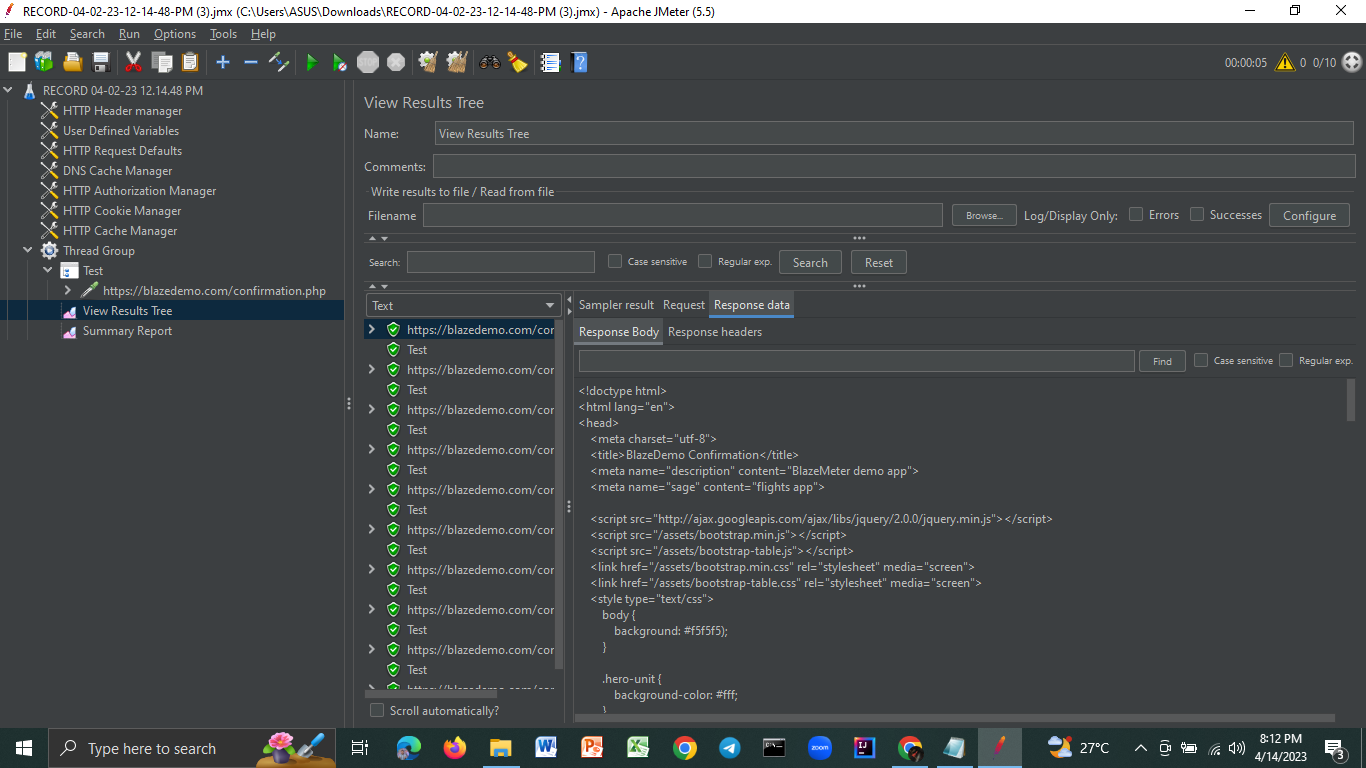 RECORD-04-02-23-12-14-48-PM (3).jmx (C:\Users\ASUS\Downloads\RECORD-04-02-23-12-14-48-PM (3).jmx) - Apache JMeter (5.5)
File Edit Search Run Options Tools Help
STOP 00:00:05 0 0/10
RECORD 04-02-23 12.14.48 PM
HTTP Header manager
User Defined Variables
HTTP Request Defaults
DNS Cache Manager
HTTP Authorization Manager
HTTP Cookie Manager
HTTP Cache Manager
Thread Group
Test
https://blazedemo.com/confirmation.php
View Results Tree
Summary Report
View Results Tree
Name: View Results Tree
Comments:
Write results to file / Read from file
Filename Browse... Log/Display Only: Errors Successes Configure
Search: Case sensitive Regular exp. Search Reset
Text
https://blazedemo.com/cor
Test
https://blazedemo.com/cor
Test
https://blazedemo.com/cor
Test
https://blazedemo.com/cor
Test
https://blazedemo.com/cor
Test
https://blazedemo.com/cor
Test
https://blazedemo.com/cor
Test
https://blazedemo.com/cor
Test
https://blazedemo.com/cor
Test
Scroll automatically?
Sampler result Request Response data
Response Body Response headers
Find Case sensitive Regular exp.
<!doctype html>
<html lang="en">
<head>
<meta charset="utf-8">
<title>BlazeDemo Confirmation</title>
<meta name="description" content="BlazeMeter demo app">
<meta name="sage" content="flights app">
<script src="http://ajax.googleapis.com/ajax/libs/jquery/2.0.0/jquery.min.js"></script>
<script src="/assets/bootstrap.min.js"></script>
<script src="/assets/bootstrap-table.js"></script>
<link href="/assets/bootstrap.min.css" rel="stylesheet" media="screen">
<link href="/assets/bootstrap-table.css" rel="stylesheet" media="screen">
<style type="text/css">
body {
background: #f5f5f5);
}
.hero-unit {
background-color: #fff;
}
Type here to search
zoom
27°C
8:12 PM
4/14/2023
3